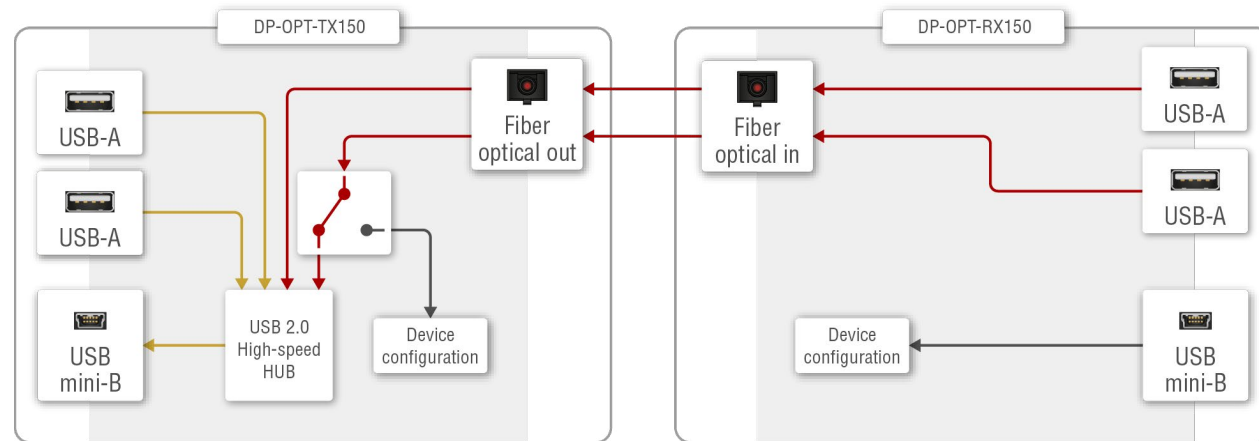 DP-OPT-TX150
DP-OPT-RX150
USB-A
USB-A
USB
mini-B
Fiber
optical out
USB 2.0
High-speed
HUB
Device
configuration
Fiber
optical in
USB-A
USB-A
Device
configuration
USB
mini-B